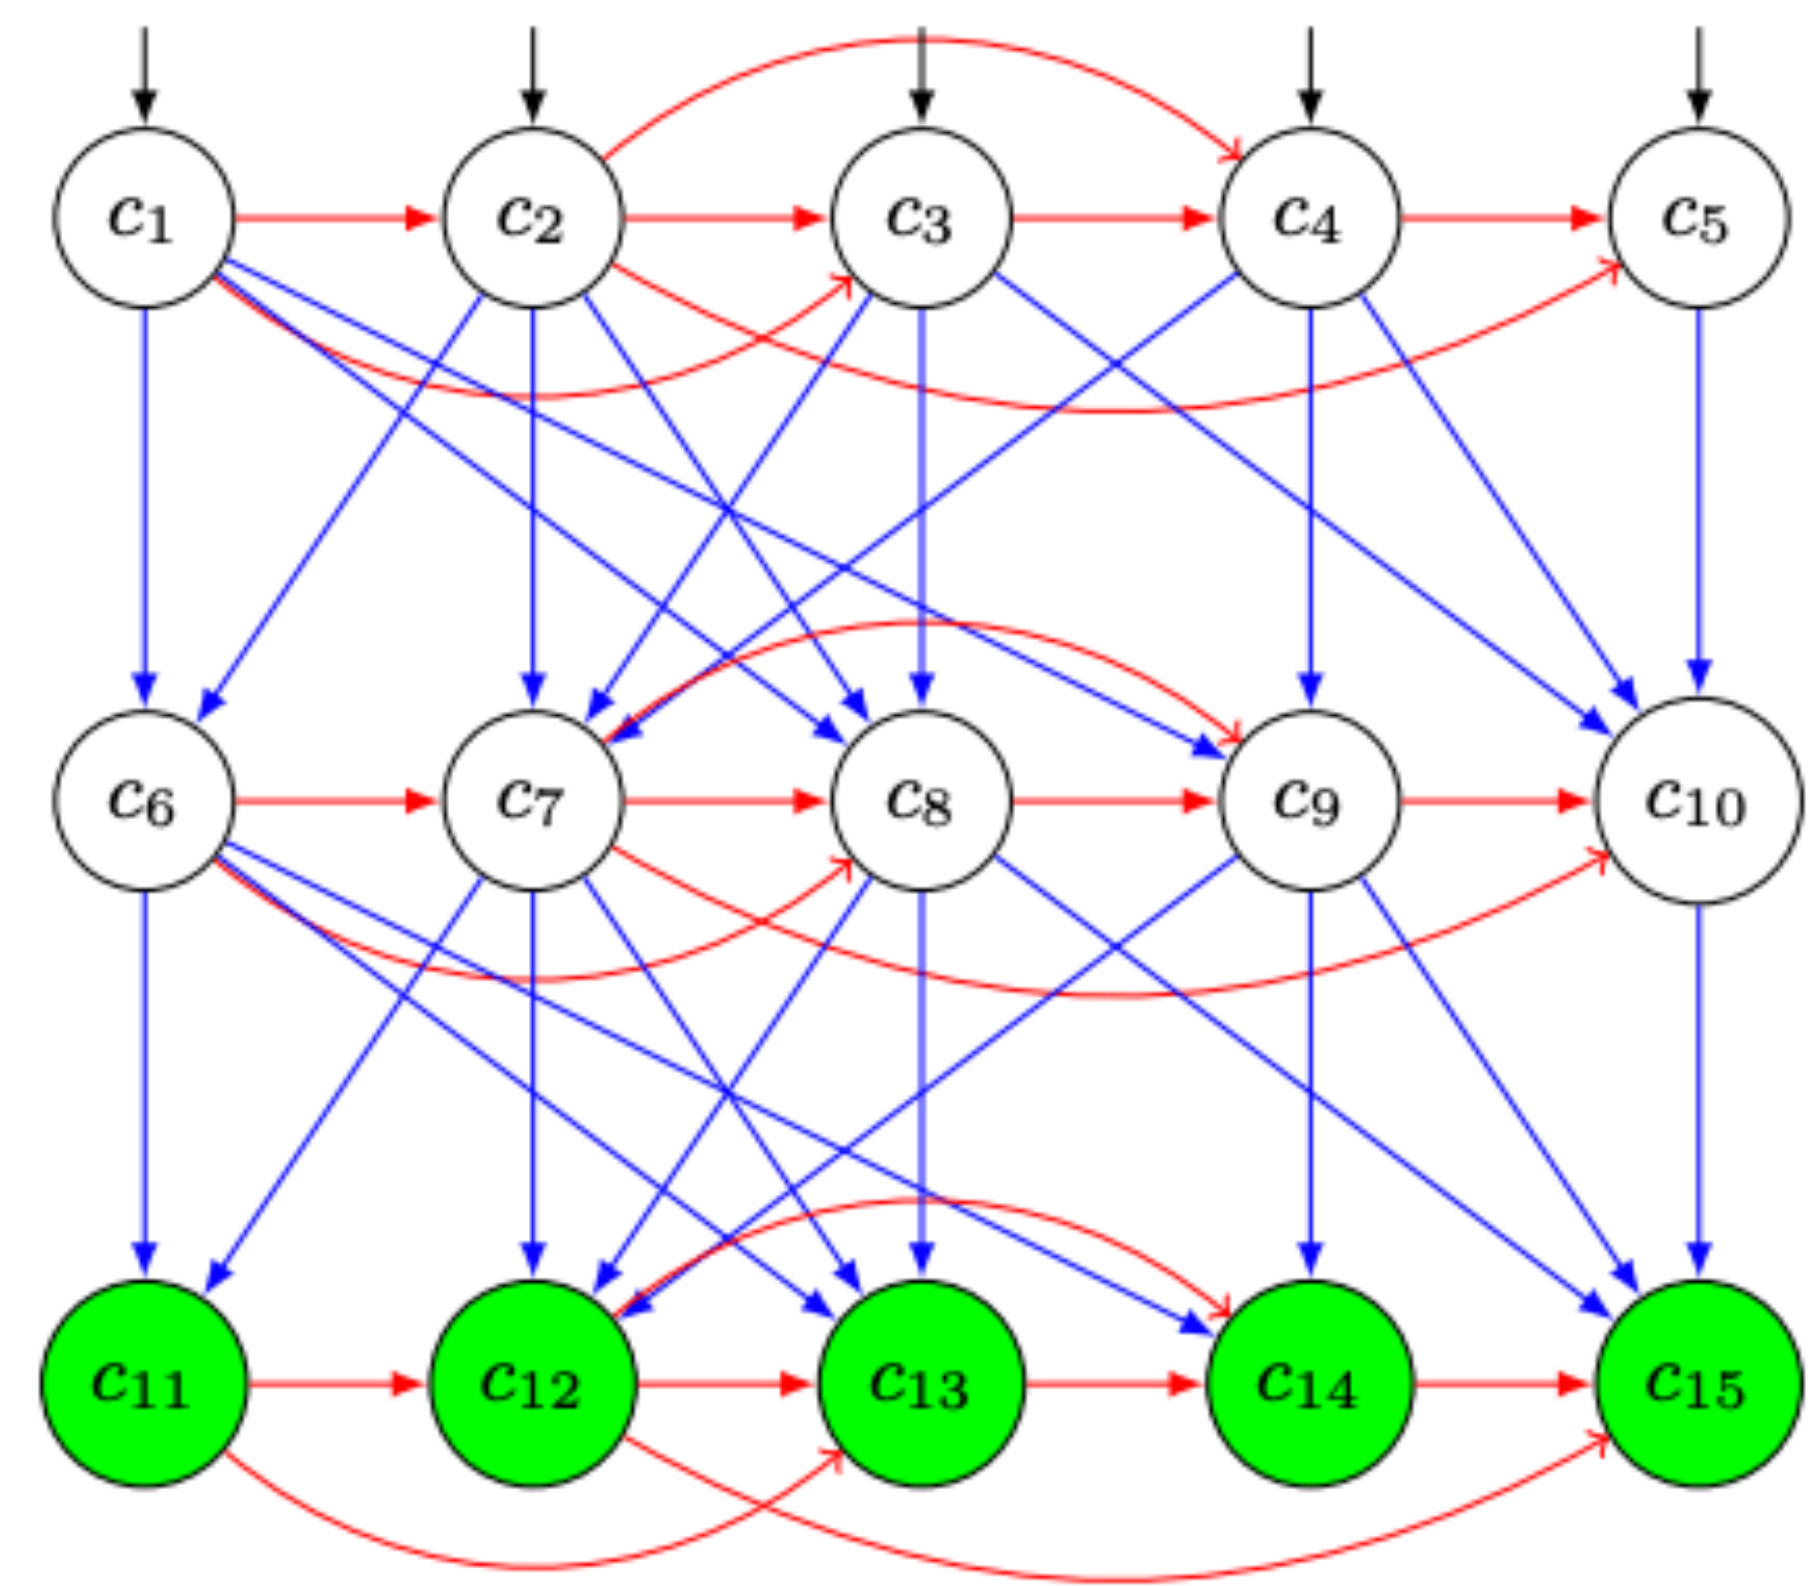 c₁ c₂ c₃ c₄ c₅
c₆ c₇ c₈ c₉ c₁₀
c₁₁ c₁₂ c₁₃ c₁₄ c₁₅